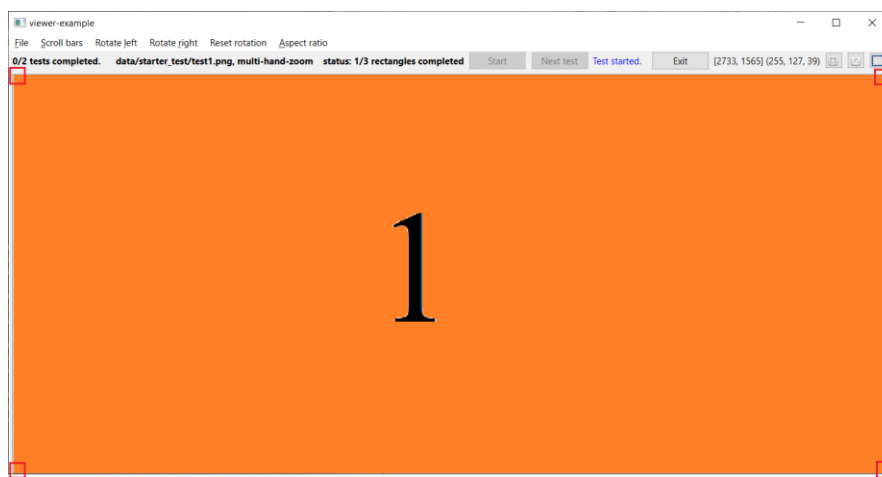 viewer-example
File Scroll bars Rotate left Rotate right Reset rotation Aspect ratio
0/2 tests completed. data/starter_test/test1.png, multi-hand-zoom status: 1/3 rectangles completed Start Next test Test started. Exit [2733, 1565] (255, 127, 39)
1